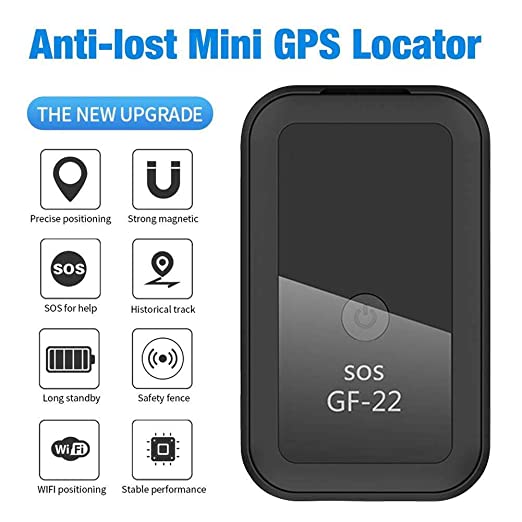 Anti-lost Mini GPS Locator
THE NEW UPGRADE
Precise positioning
Strong magnetic
SOS
SOS for help
Historical track
Long standby
Safety fence
WiFi
WIFI positioning
Stable performance
SOS
GF-22